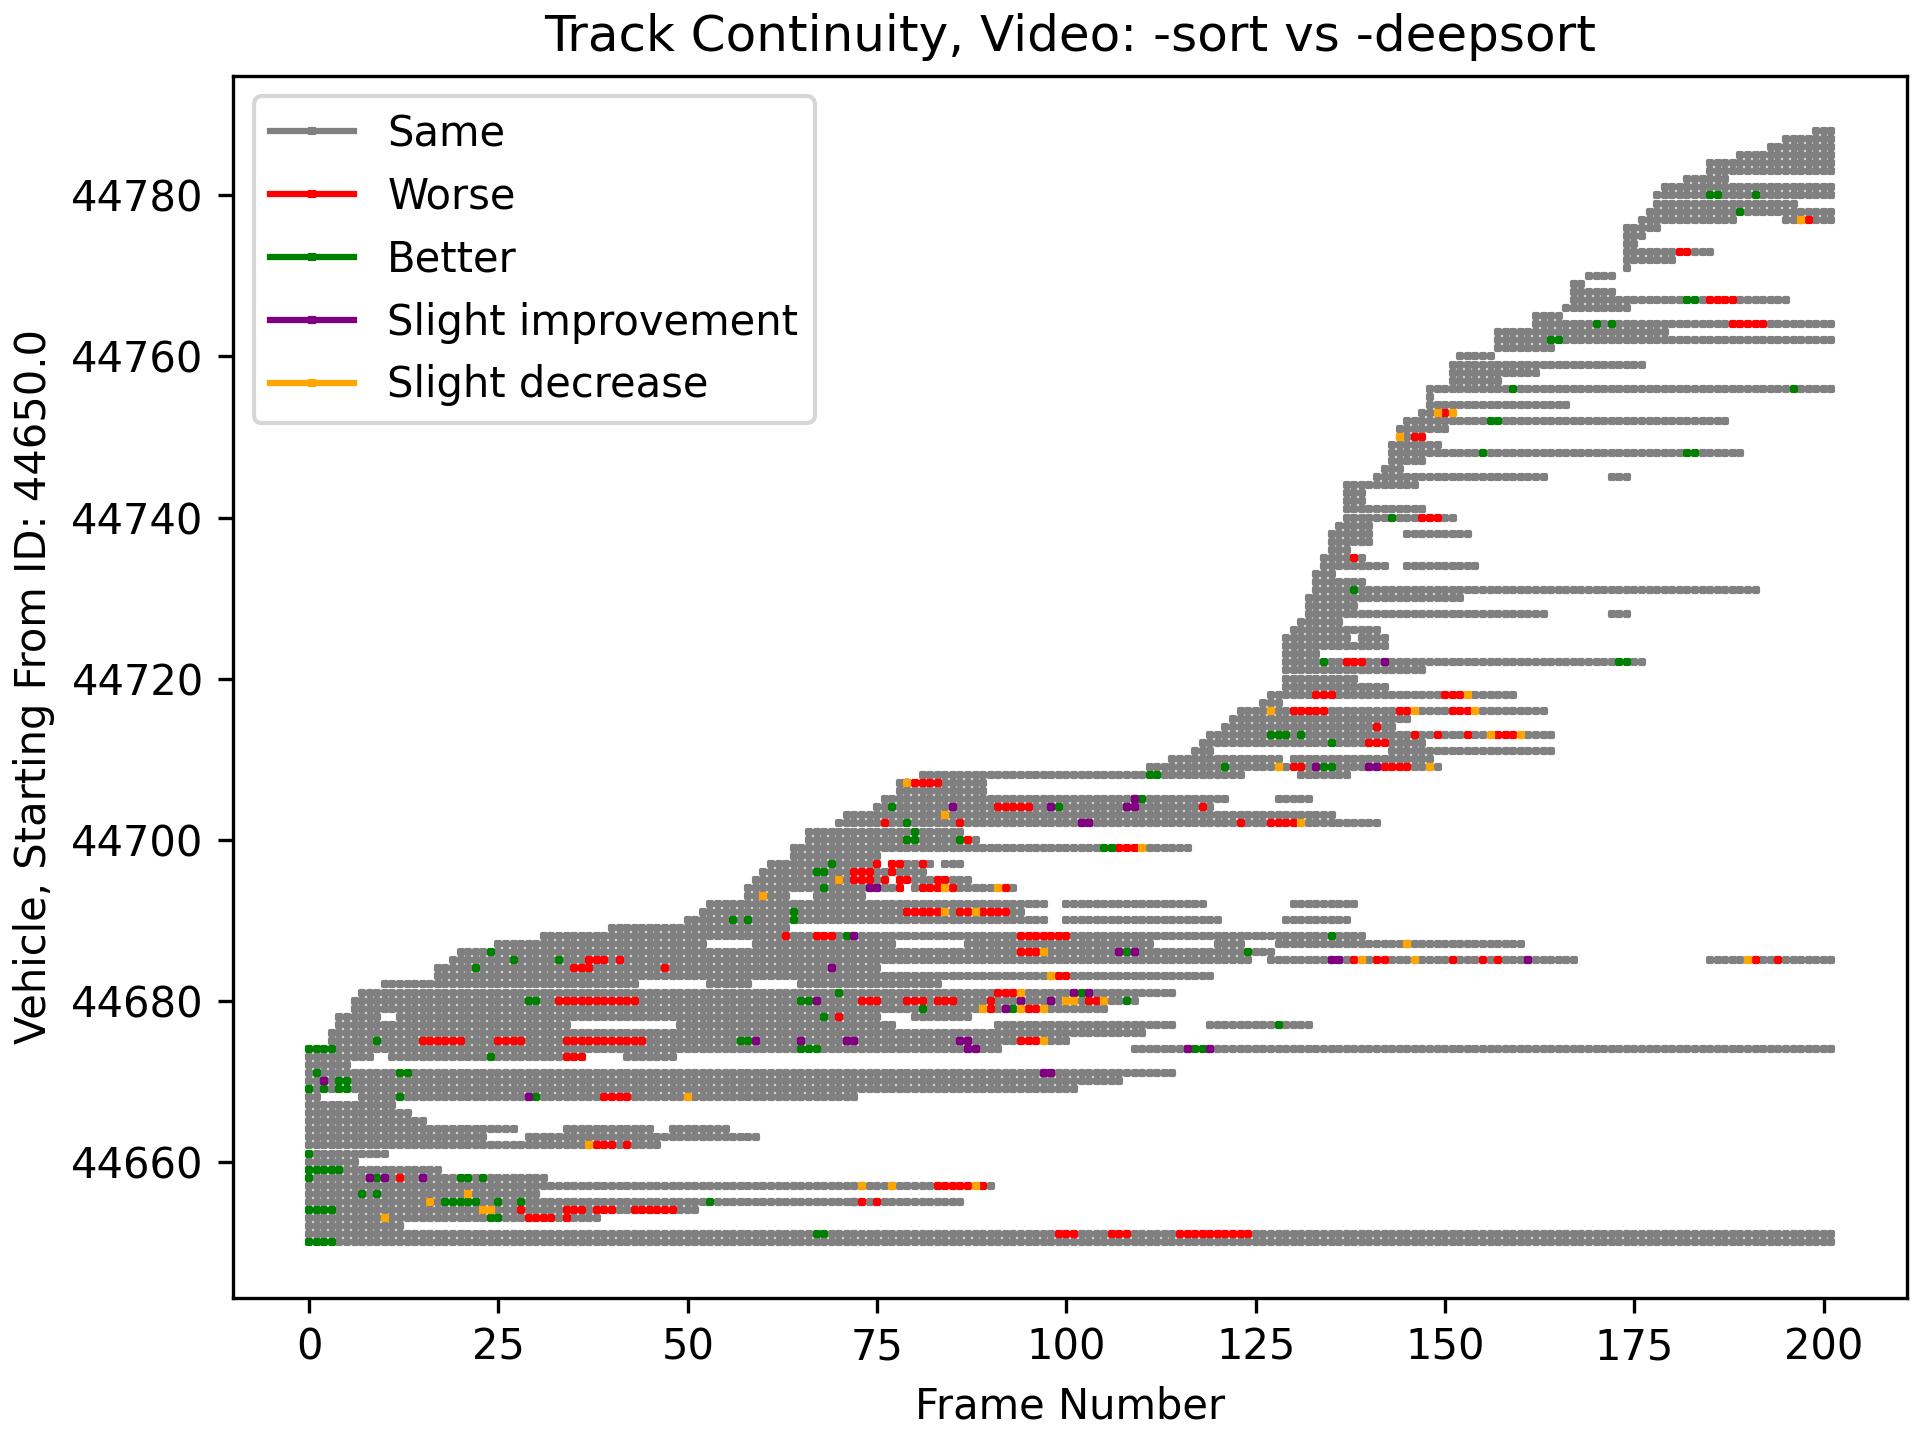 Track Continuity, Video: -sort vs -deepsort
Same
Worse
Better
Slight improvement
Slight decrease
Vehicle, Starting From ID: 44650.0
44780
44760
44740
44720
44700
44680
44660
0 25 50 75 100 125 150 175 200
Frame Number